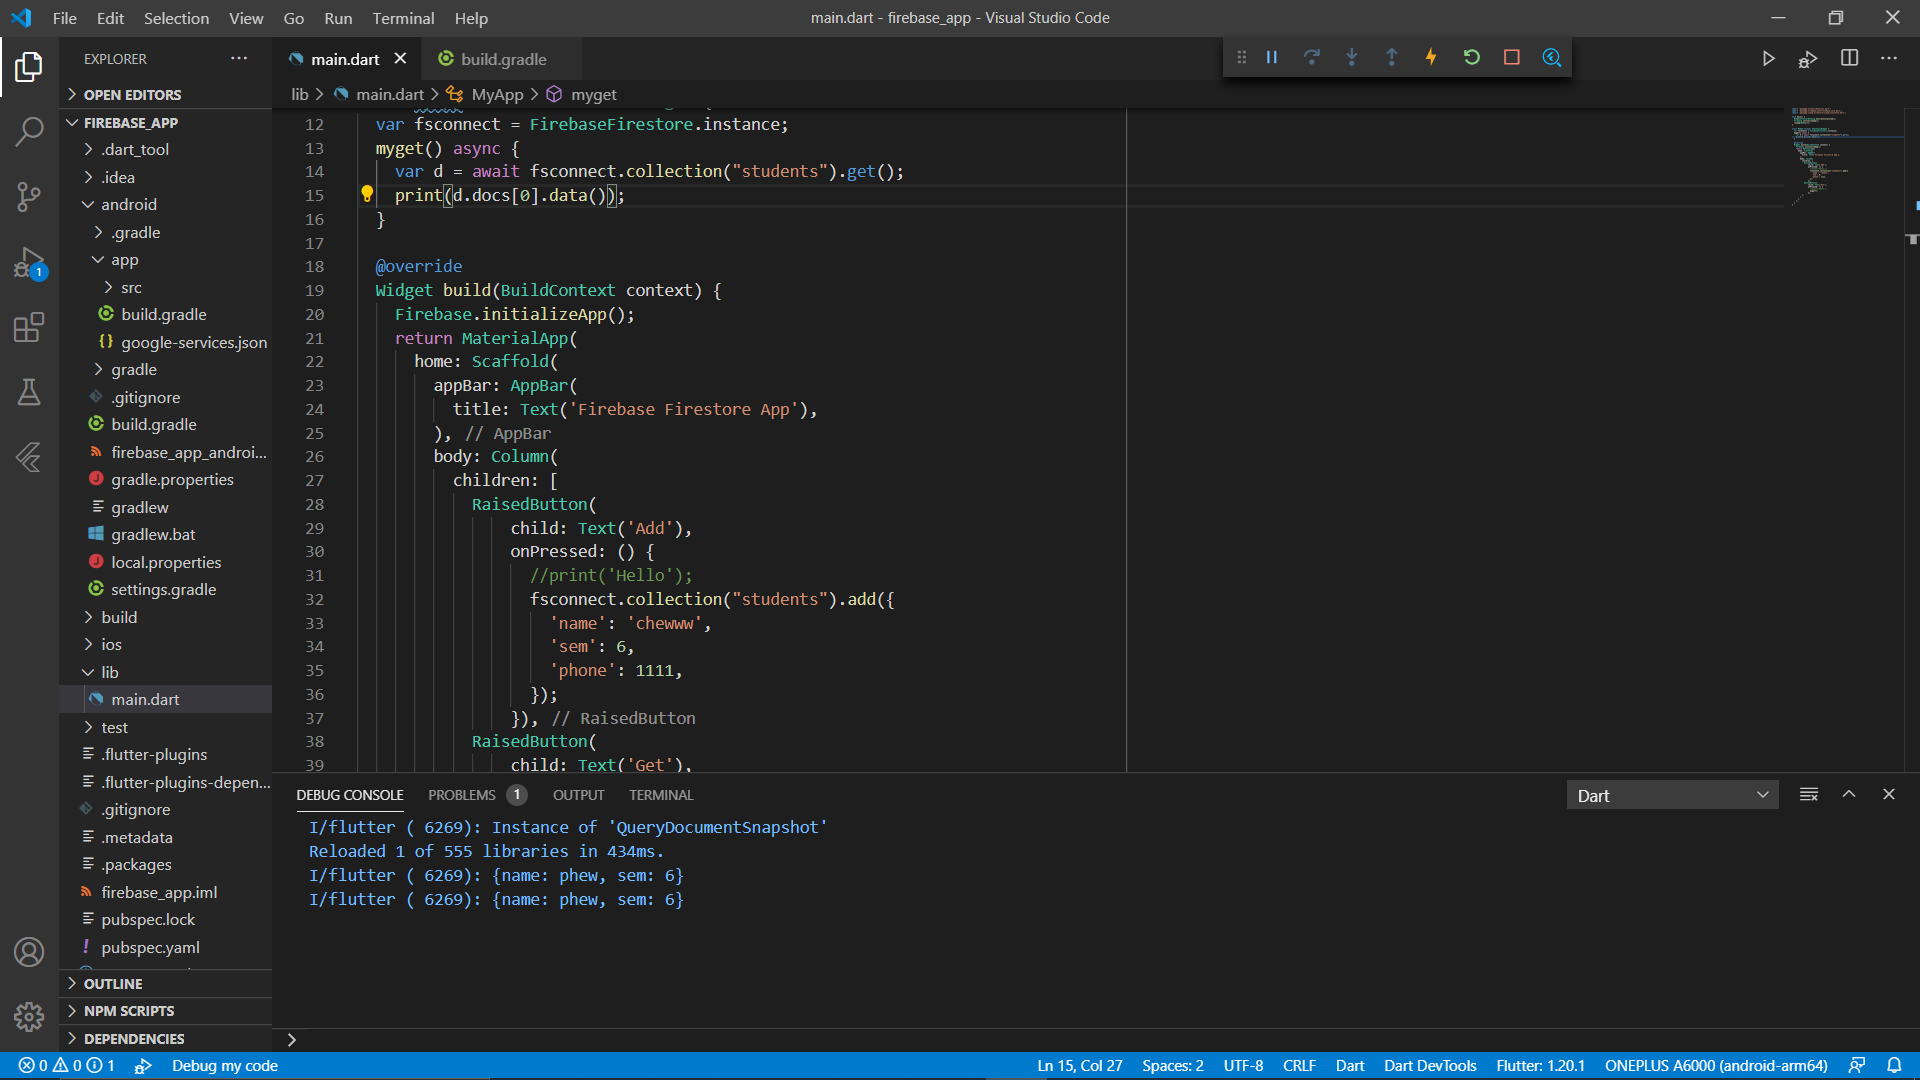 File Edit Selection View Go Run Terminal Help
main.dart - firebase_app - Visual Studio Code
EXPLORER
OPEN EDITORS
FIREBASE_APP
.dart_tool
.idea
android
.gradle
app
src
build.gradle
google-services.json
gradle
.gitignore
build.gradle
firebase_app_androi...
gradle.properties
gradlew
gradlew.bat
local.properties
settings.gradle
build
ios
lib
main.dart
test
.flutter-plugins
.flutter-plugins-depen...
.gitignore
.metadata
.packages
firebase_app.iml
pubspec.lock
pubspec.yaml
OUTLINE
NPM SCRIPTS
DEPENDENCIES
1
main.dart
build.gradle
lib > main.dart > MyApp > myget
12 var fsconnect = FirebaseFirestore.instance;
13 myget() async {
14 var d = await fsconnect.collection("students").get();
15 print(d.docs[0].data());
16 }
17
18 @override
19 Widget build(BuildContext context) {
20 Firebase.initializeApp();
21 return MaterialApp(
22 home: Scaffold(
23 appBar: AppBar(
24 title: Text('Firebase Firestore App'),
25 ), // AppBar
26 body: Column(
27 children: [
28 RaisedButton(
29 child: Text('Add'),
30 onPressed: () {
31 //print('Hello');
32 fsconnect.collection("students").add({
33 'name': 'chewww',
34 'sem': 6,
35 'phone': 1111,
36 });
37 }), // RaisedButton
38 RaisedButton(
39 child: Text('Get'),
DEBUG CONSOLE PROBLEMS 1 OUTPUT TERMINAL
Dart
I/flutter ( 6269): Instance of 'QueryDocumentSnapshot'
Reloaded 1 of 555 libraries in 434ms.
I/flutter ( 6269): {name: phew, sem: 6}
I/flutter ( 6269): {name: phew, sem: 6}
0 0 1 Debug my code
Ln 15, Col 27 Spaces: 2 UTF-8 CRLF Dart Dart DevTools Flutter: 1.20.1 ONEPLUS A6000 (android-arm64)